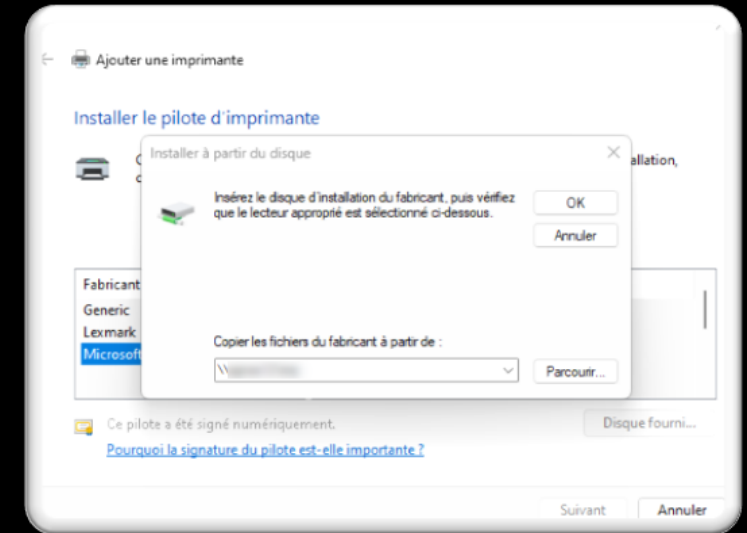 Ajouter une imprimante
Installer le pilote d'imprimante
Installer à partir du disque
allation,
Insérez le disque d'installation du fabricant, puis vérifiez
que le lecteur approprié est sélectionné ci-dessous.
OK
Annuler
Fabricant
Generic
Lexmark
Microsoft
Copier les fichiers du fabricant à partir de :
\\
Parcourir...
Ce pilote a été signé numériquement.
Disque fourni...
Pourquoi la signature du pilote est-elle importante ?
Suivant
Annuler